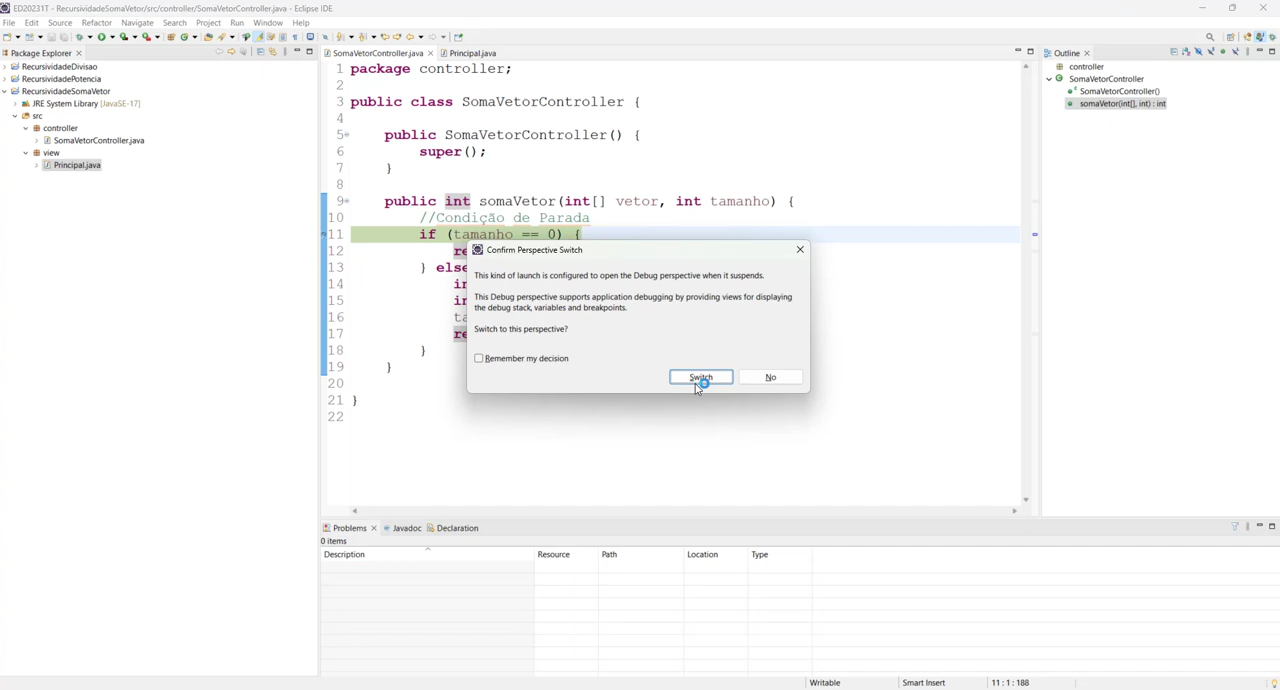 ED20231T - RecursividadeSomaVetor/src/controller/SomaVetorController.java - Eclipse IDE
File Edit Source Refactor Navigate Search Project Run Window Help
Package Explorer
RecursividadeDivisao
RecursividadePotencia
RecursividadeSomaVetor
JRE System Library [JavaSE-17]
src
controller
SomaVetorController.java
view
Principal.java
SomaVetorController.java Principal.java
1 package controller;
2
3 public class SomaVetorController {
4
5 public SomaVetorController() {
6 super();
7 }
8
9 public int somaVetor(int[] vetor, int tamanho) {
10 //Condição de Parada
11 if (tamanho == 0) {
12 re
13 } else
14 in
15 in
16 ta
17 re
18 }
19 }
20
21 }
22
Confirm Perspective Switch
This kind of launch is configured to open the Debug perspective when it suspends.
This Debug perspective supports application debugging by providing views for displaying
the debug stack, variables and breakpoints.
Switch to this perspective?
Remember my decision
Switch No
Outline
controller
SomaVetorController
SomaVetorController()
somaVetor(int[], int) : int
Problems Javadoc Declaration
0 items
Description Resource Path Location Type
Writable Smart Insert 11 : 1 : 188